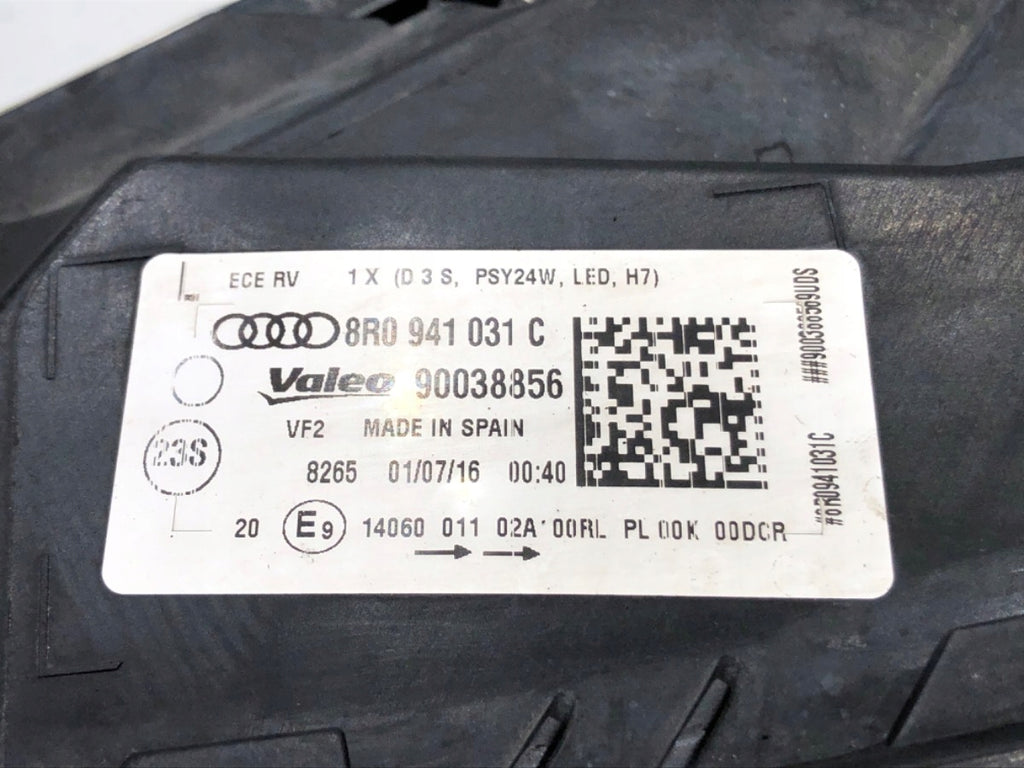 ECE RV 1 X (D 3 S, PSY24W, LED, H7)
8R0 941 031 C
Valeo 90038856
VF2 MADE IN SPAIN
23S
8265 01/07/16 00:40
20 E9 14060 011 02A 00RL PL 00K 00DCR
#8R0941031C